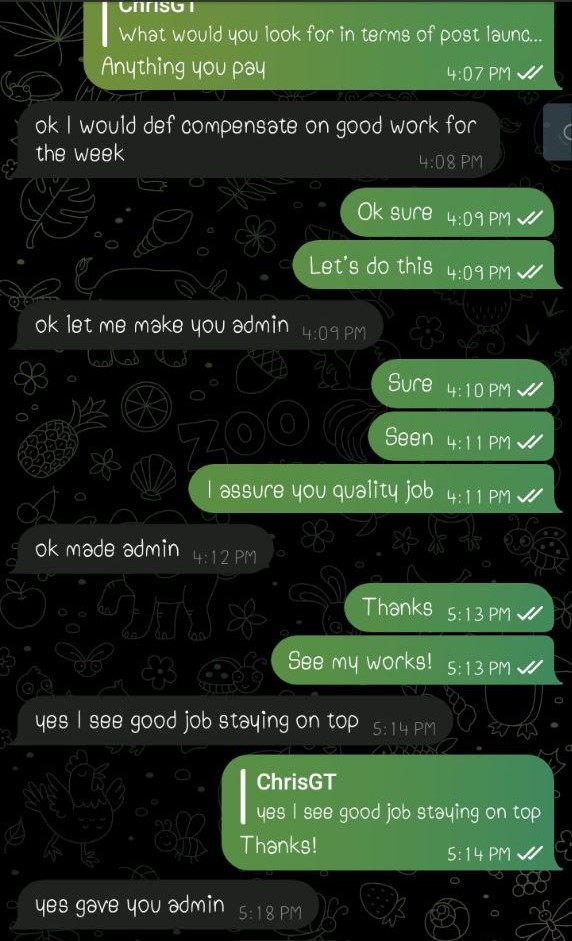 ChrisGT
What would you look for in terms of post launc...
Anything you pay
4:07 PM
ok I would def compensate on good work for
the week
4:08 PM
Ok sure 4:09 PM
Let's do this 4:09 PM
ok let me make you admin 4:09 PM
Sure 4:10 PM
Seen 4:11 PM
I assure you quality job 4:11 PM
ok made admin 4:12 PM
Thanks 5:13 PM
See my works! 5:13 PM
yes I see good job staying on top 5:14 PM
ChrisGT
yes I see good job staying on top
Thanks!
5:14 PM
yes gave you admin 5:18 PM
ZOO